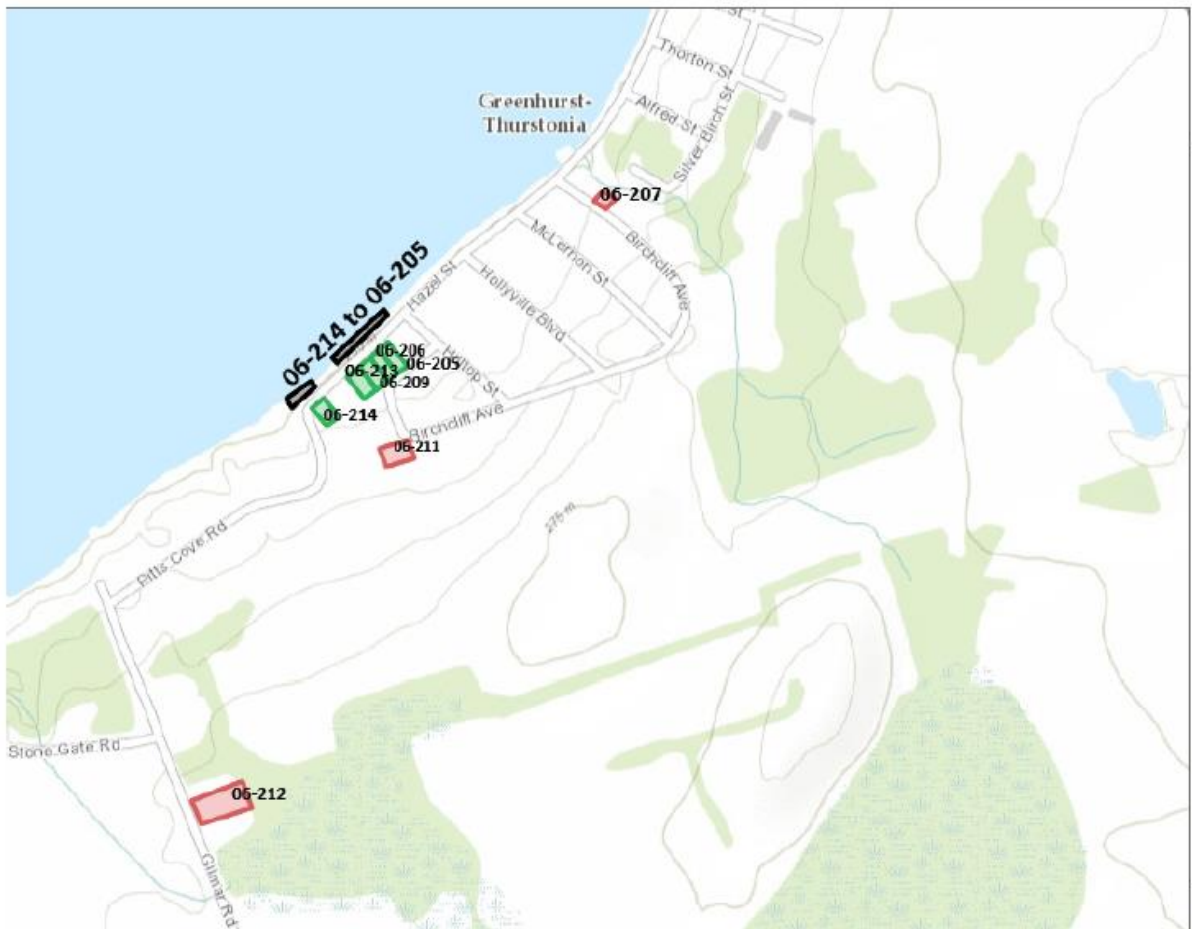 St
Thorton St
Greenhurst-
Thurstonia
Alfred St
Silver Birch St
06-207
McLernon St
Birchcliff Ave
06-214 to 06-205
Hazel St
Hollyville Blvd
06-206
06-213
06-205
06-209
Hilltop St
06-214
Birchcliff Ave
06-211
276 m
Pitts Cove Rd
Stone Gate Rd
06-212
Gilmar Rd